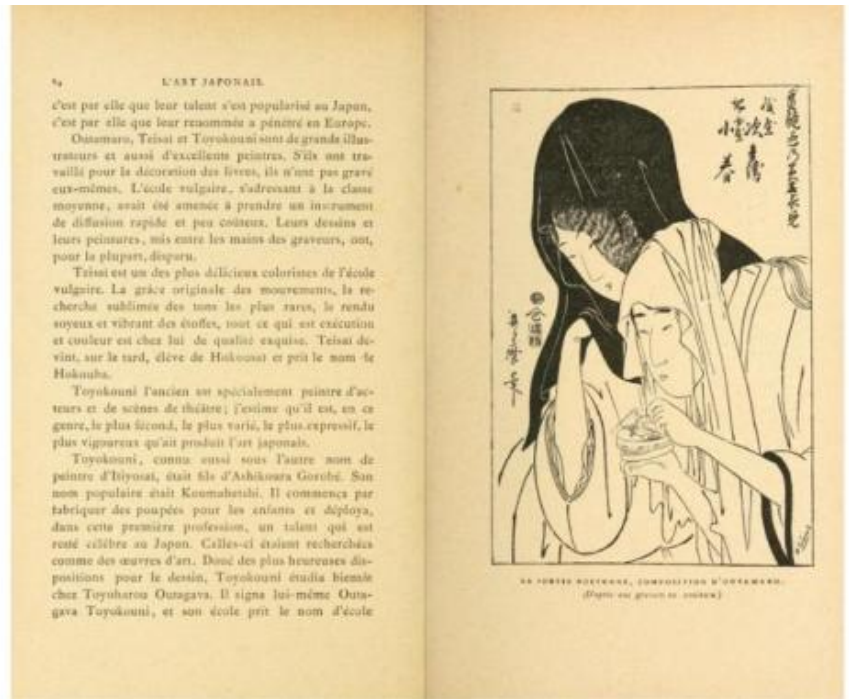 L'ART JAPONAIS.
c'est par elle que leur talent s'est popularisé au Japon,
c'est par elle que leur renommée a pénétré en Europe.
Outamaro, Teisai et Toyokouni sont de grands illus-
trateurs et aussi d'excellents peintres. S'ils ont tra-
vaillé pour la décoration des livres, ils n'ont pas gravé
eux-mêmes. L'école vulgaire, s'adressant à la classe
moyenne, avait été amenée à prendre un instrument
de diffusion rapide et peu coûteux. Leurs dessins et
leurs peintures, mis entre les mains des graveurs, ont,
pour la plupart, disparu.
Teisai est un des plus délicieux coloristes de l'école
vulgaire. La grâce originale des mouvements, la re-
cherche sublimée des tons les plus rares, le rendu
soyeux et vibrant des étoffes, tout ce qui est exécution
et couleur est chez lui de qualité exquise. Teisai de-
vint, sur le tard, élève de Hokousaï et prit le nom de
Hokouba.
Toyokouni l'ancien est spécialement peintre d'ac-
teurs et de scènes de théâtre; j'estime qu'il est, en ce
genre, le plus fécond, le plus varié, le plus expressif, le
plus vigoureux qu'ait produit l'art japonais.
Toyokouni, connu aussi sous l'autre nom de
peintre d'Itiyosaï, était fils d'Ashikoura Gorohé. Son
nom populaire était Koumahatshi. Il commença par
fabriquer des poupées pour les enfants et déploya,
dans cette première profession, un talent qui est
resté célèbre au Japon. Celles-ci étaient recherchées
comme des œuvres d'art. Doué des plus heureuses dis-
positions pour le dessin, Toyokouni étudia bientôt
chez Toyoharou Outagava. Il signa lui-même Outa-
gava Toyokouni, et son école prit le nom d'école
小春
LA SORTIE NOCTURNE, COMPOSITION D'OUTAMARO.
(D'après une gravure en couleurs.)